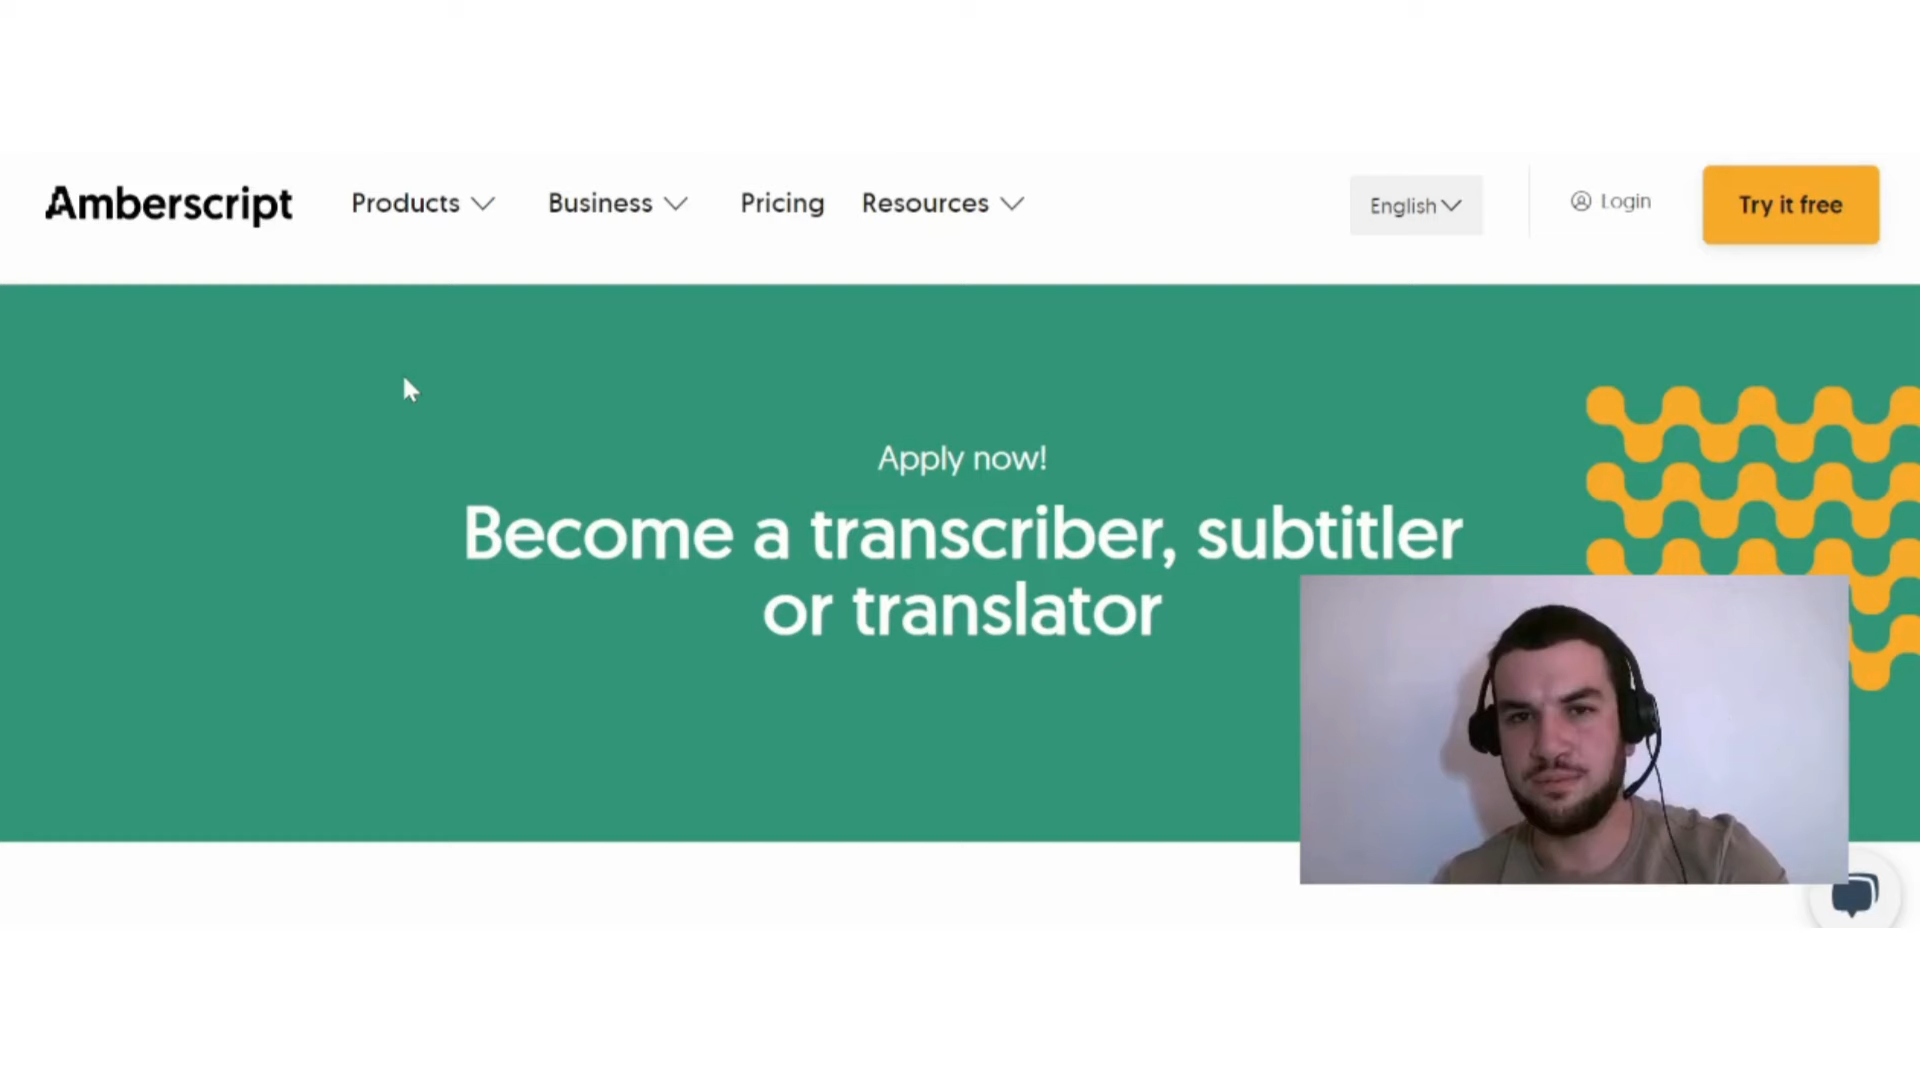 Amberscript
Products
Business
Pricing
Resources
English
Login
Try it free
Apply now!
Become a transcriber, subtitler
or translator